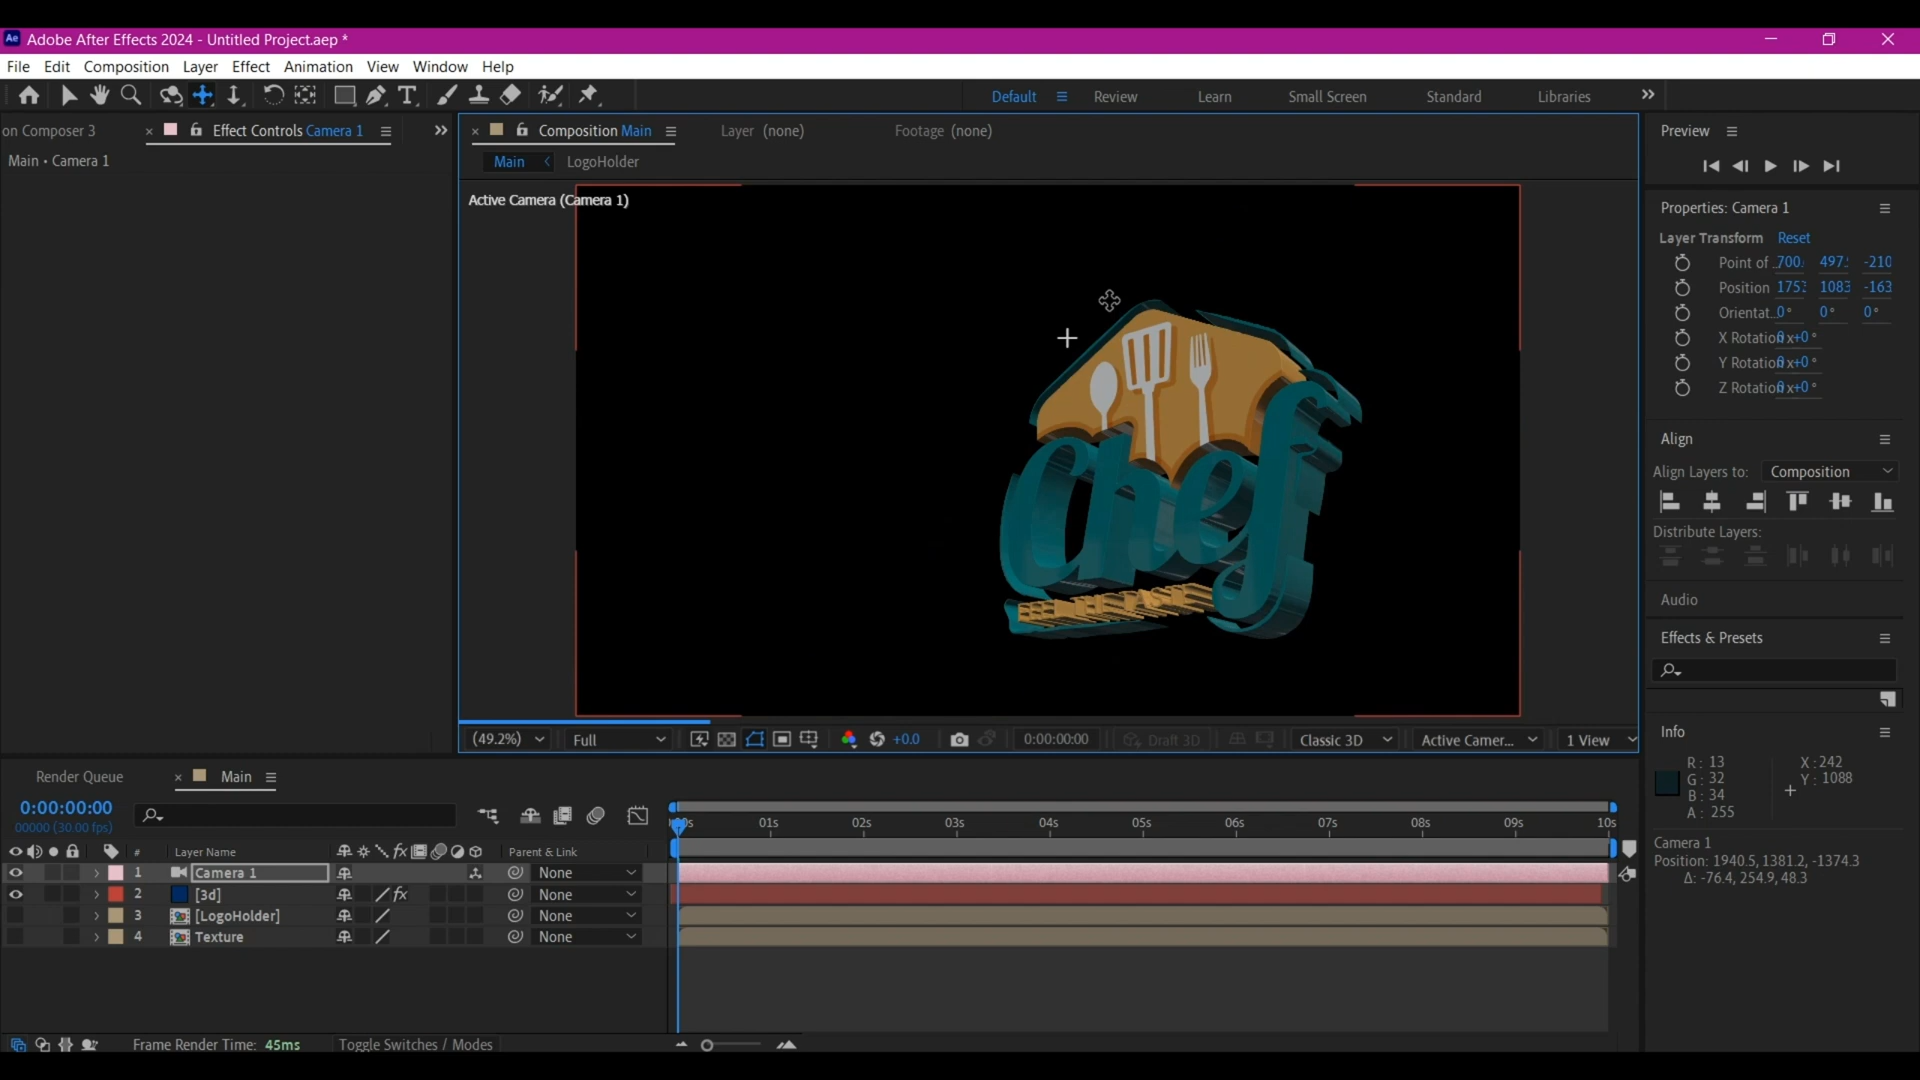 Ae Adobe After Effects 2024 - Untitled Project.aep *
File Edit Composition Layer Effect Animation View Window Help
Default Review Learn Small Screen Standard Libraries
on Composer 3 Effect Controls Camera 1
Composition Main Layer (none) Footage (none)
Preview
Main • Camera 1
Main LogoHolder
Active Camera (Camera 1)
Properties: Camera 1
Layer Transform Reset
Point of .. 700. 497. -210
Position 1753 1083 -163
Orientat.. 0° 0° 0°
X Rotation 0x+0°
Y Rotation 0x+0°
Z Rotation 0x+0°
Chef
Align
Align Layers to: Composition
Distribute Layers:
Audio
Effects & Presets
(49.2%) Full +0.0 0:00:00:00 Draft 3D Classic 3D Active Camer... 1 View
Info
R: 13
G: 32
B: 34
A: 255
X: 242
Y: 1088
Camera 1
Position: 1940.5, 1381.2, -1374.3
Δ: -76.4, 254.9, 48.3
Render Queue Main
0:00:00:00
00000 (30.00 fps)
01s 02s 03s 04s 05s 06s 07s 08s 09s 10s
# Layer Name fx Parent & Link
1 Camera 1 None
2 [3d] fx None
3 [LogoHolder] None
4 Texture None
Frame Render Time: 45ms Toggle Switches / Modes